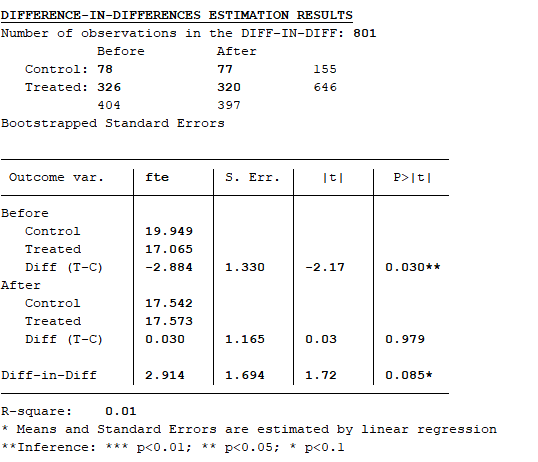 DIFFERENCE-IN-DIFFERENCES ESTIMATION RESULTS
Number of observations in the DIFF-IN-DIFF: 801
Before After
Control: 78 77 155
Treated: 326 320 646
404 397
Bootstrapped Standard Errors
Outcome var. fte S. Err. |t| P>|t|
Before
Control 19.949
Treated 17.065
Diff (T-C) -2.884 1.330 -2.17 0.030**
After
Control 17.542
Treated 17.573
Diff (T-C) 0.030 1.165 0.03 0.979
Diff-in-Diff 2.914 1.694 1.72 0.085*
R-square: 0.01
* Means and Standard Errors are estimated by linear regression
**Inference: *** p<0.01; ** p<0.05; * p<0.1